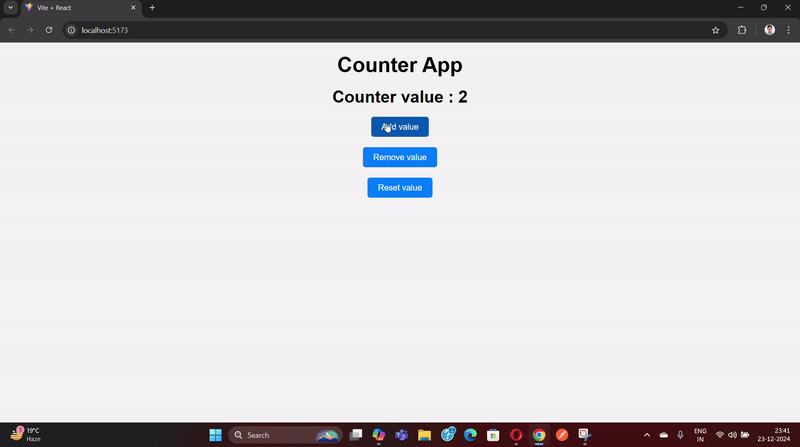 Vite + React
localhost:5173
Counter App
Counter value : 2
Add value
Remove value
Reset value
19°C
Haze
Search
ENG
IN
23:41
23-12-2024